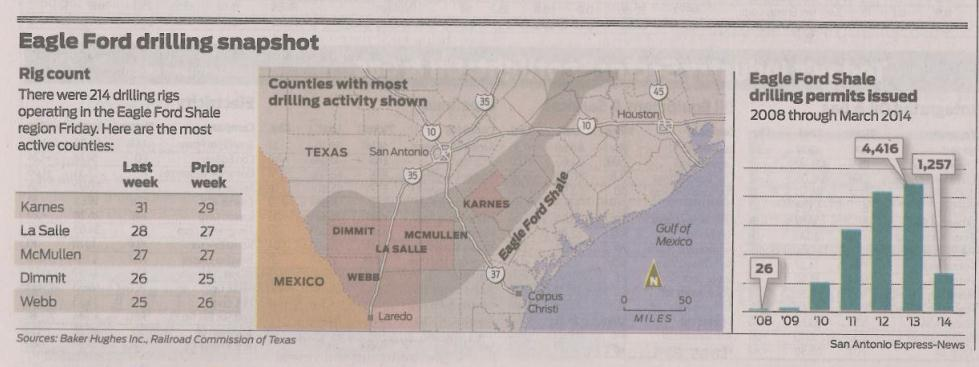 Eagle Ford drilling snapshot
Rig count
There were 214 drilling rigs
operating in the Eagle Ford Shale
region Friday. Here are the most
active counties:
Last week Prior week
Karnes 31 29
La Salle 28 27
McMullen 27 27
Dimmit 26 25
Webb 25 26
Counties with most
drilling activity shown
35
45
Houston
10
10
TEXAS
San Antonio
35
KARNES
Eagle Ford Shale
DIMMIT
MCMULLEN
LA SALLE
Gulf of
Mexico
WEBB
MEXICO
37
N
Corpus
Christi
0 50
MILES
Laredo
Eagle Ford Shale
drilling permits issued
2008 through March 2014
4,416
1,257
26
'08 '09 '10 '11 '12 '13 '14
Sources: Baker Hughes Inc., Railroad Commission of Texas
San Antonio Express-News